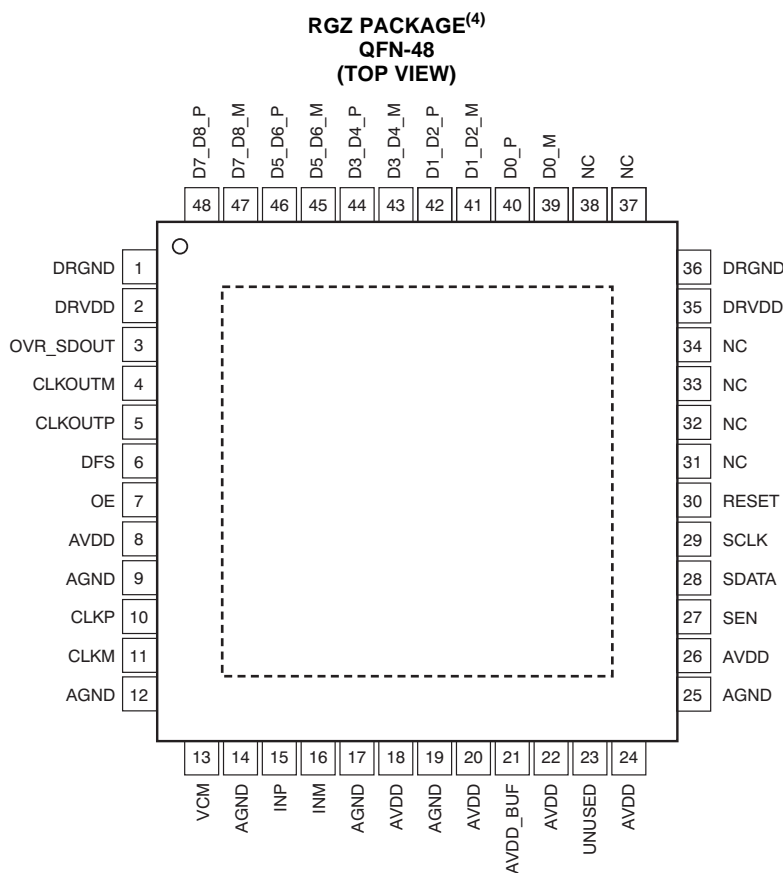 RGZ PACKAGE(4)
QFN-48
(TOP VIEW)
D7_D8_P
D7_D8_M
D5_D6_P
D5_D6_M
D3_D4_P
D3_D4_M
D1_D2_P
D1_D2_M
D0_P
D0_M
NC
NC
48 47 46 45 44 43 42 41 40 39 38 37
DRGND 1 36 DRGND
DRVDD 2 35 DRVDD
OVR_SDOUT 3 34 NC
CLKOUTM 4 33 NC
CLKOUTP 5 32 NC
DFS 6 31 NC
OE 7 30 RESET
AVDD 8 29 SCLK
AGND 9 28 SDATA
CLKP 10 27 SEN
CLKM 11 26 AVDD
AGND 12 25 AGND
13 14 15 16 17 18 19 20 21 22 23 24
VCM
AGND
INP
INM
AGND
AVDD
AGND
AVDD
AVDD_BUF
AVDD
UNUSED
AVDD